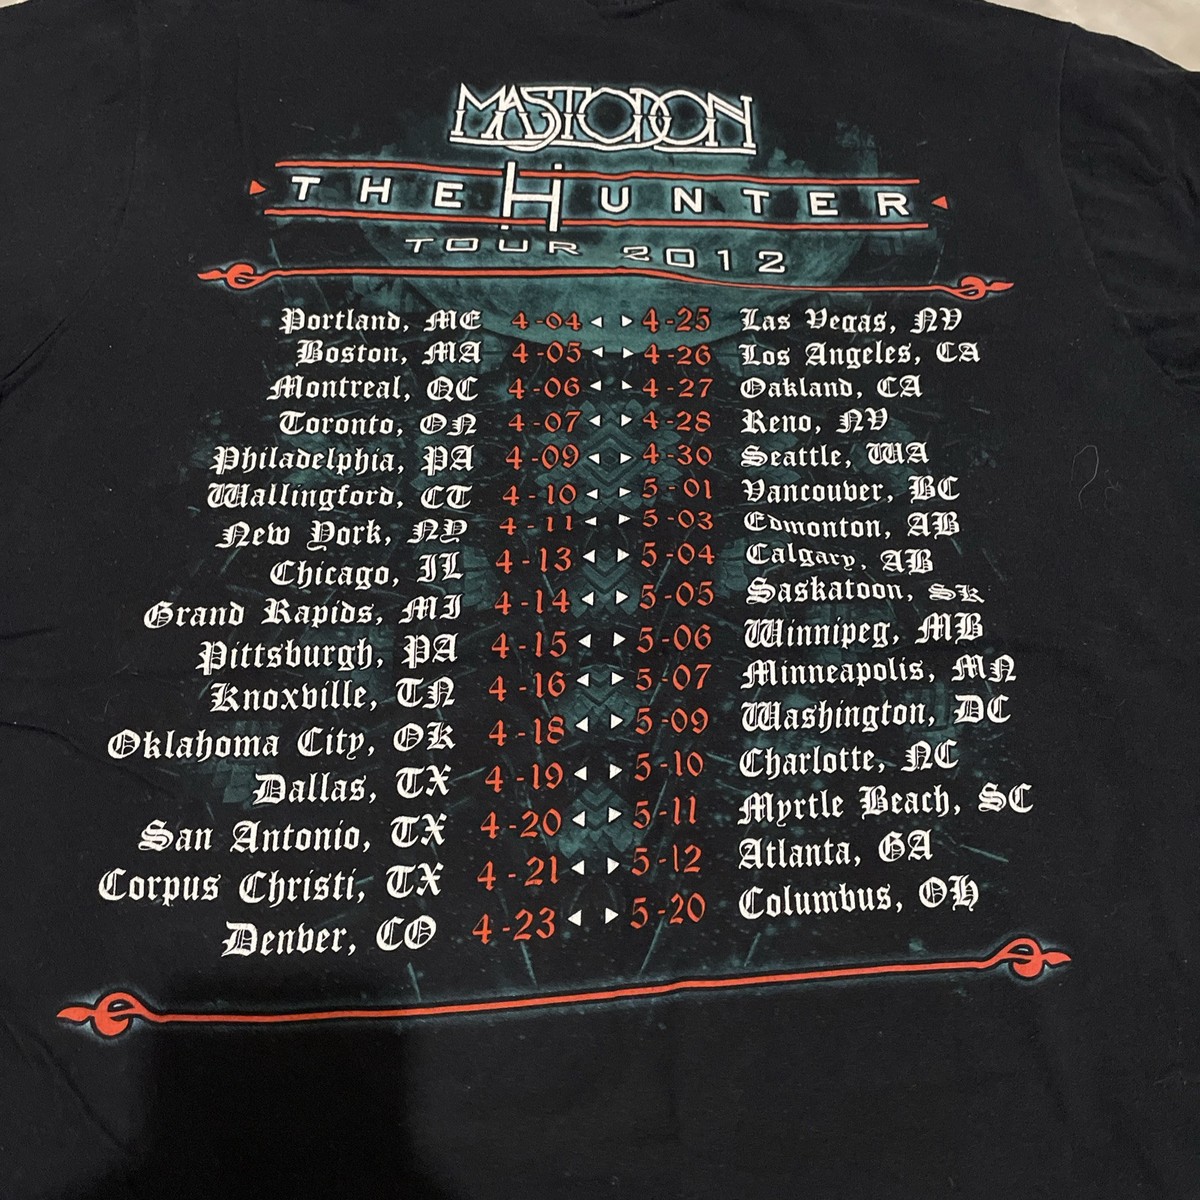 MASTODON
THE HUNTER
TOUR 2012
Portland, ME 4-04 4-25 Las Vegas, NV
Boston, MA 4-05 4-26 Los Angeles, CA
Montreal, QC 4-06 4-27 Oakland, CA
Toronto, ON 4-07 4-28 Reno, NV
Philadelphia, PA 4-09 4-30 Seattle, WA
Wallingford, CT 4-10 5-01 Vancouver, BC
New York, NY 4-11 5-03 Edmonton, AB
Chicago, IL 4-13 5-04 Calgary, AB
Grand Rapids, MI 4-14 5-05 Saskatoon, SK
Pittsburgh, PA 4-15 5-06 Winnipeg, MB
Knoxville, TN 4-16 5-07 Minneapolis, MN
Oklahoma City, OK 4-18 5-09 Washington, DC
Dallas, TX 4-19 5-10 Charlotte, NC
San Antonio, TX 4-20 5-11 Myrtle Beach, SC
Corpus Christi, TX 4-21 5-12 Atlanta, GA
Denver, CO 4-23 5-20 Columbus, OH